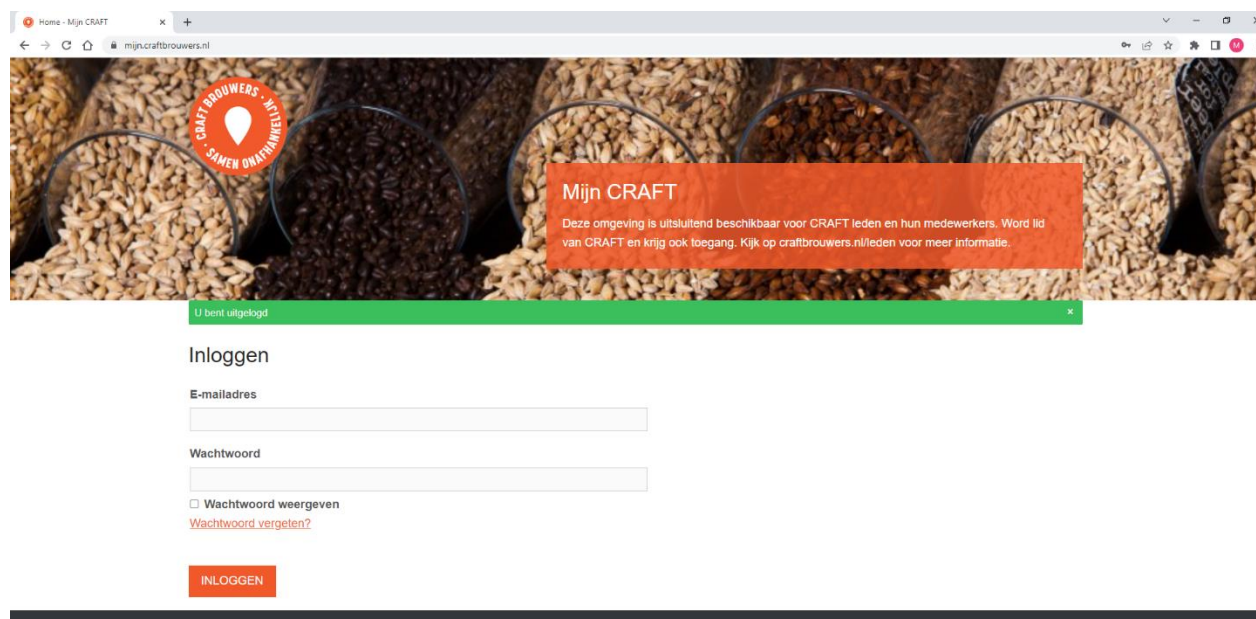 Home - Mijn CRAFT
mijn.craftbrouwers.nl
M
CRAFT BROUWERS · SAMEN ONAFHANKELIJK ·
Mijn CRAFT
Deze omgeving is uitsluitend beschikbaar voor CRAFT leden en hun medewerkers. Word lid
van CRAFT en krijg ook toegang. Kijk op craftbrouwers.nl/leden voor meer informatie.
U bent uitgelogd
Inloggen
E-mailadres
Wachtwoord
Wachtwoord weergeven
Wachtwoord vergeten?
INLOGGEN